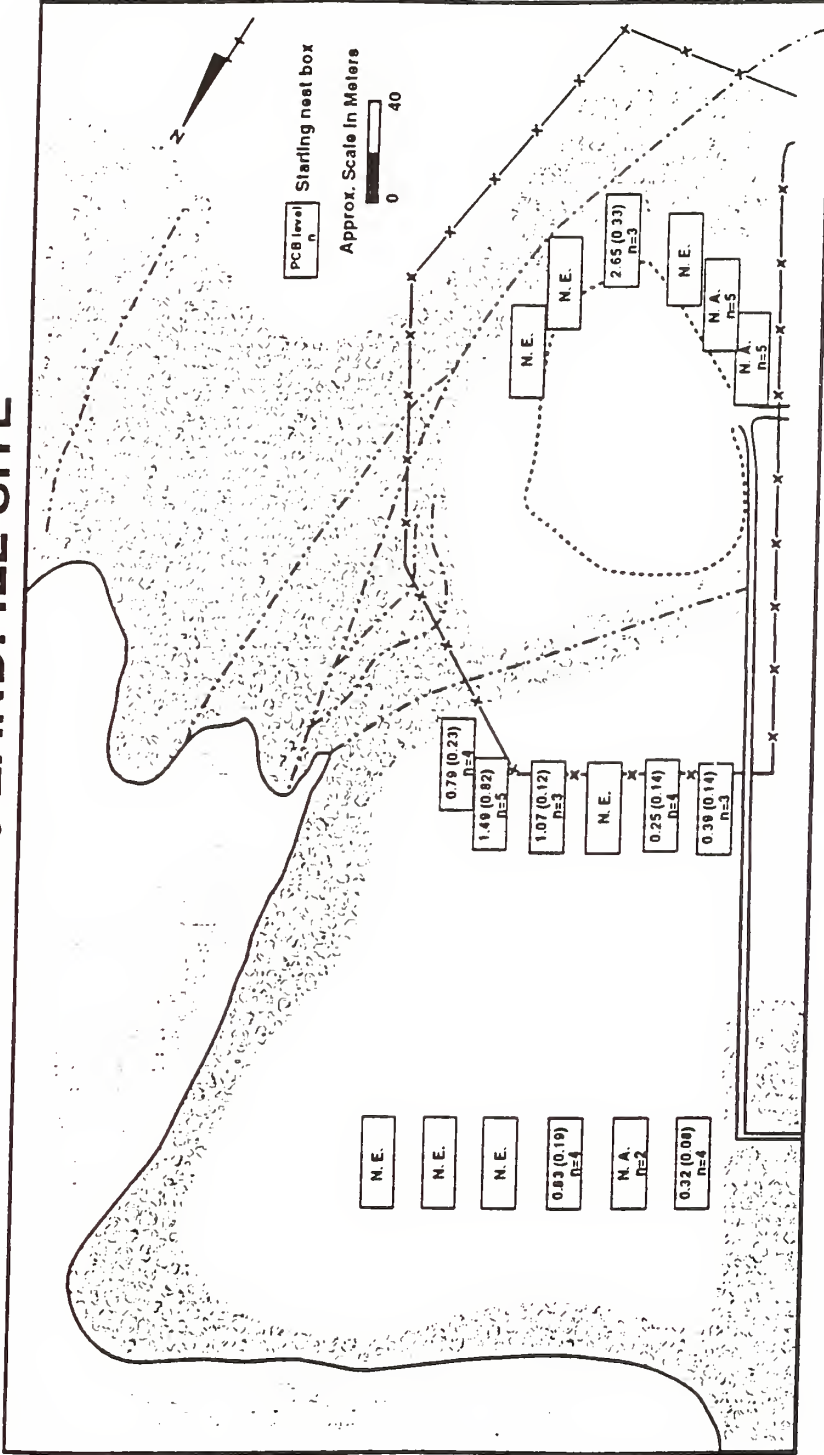 N
PCB level
n
Starling nest box
Approx. Scale in Meters
0 40
N. E.
N. E.
2.65 (0.33)
n=3
N. E.
N. A.
n=5
N. A.
n=5
0.79 (0.23)
n=4
1.49 (0.82)
n=5
1.07 (0.12)
n=3
N. E.
0.25 (0.14)
n=4
0.39 (0.14)
n=3
N. E.
N. E.
N. E.
0.83 (0.19)
n=4
N. A.
n=2
0.32 (0.08)
n=4